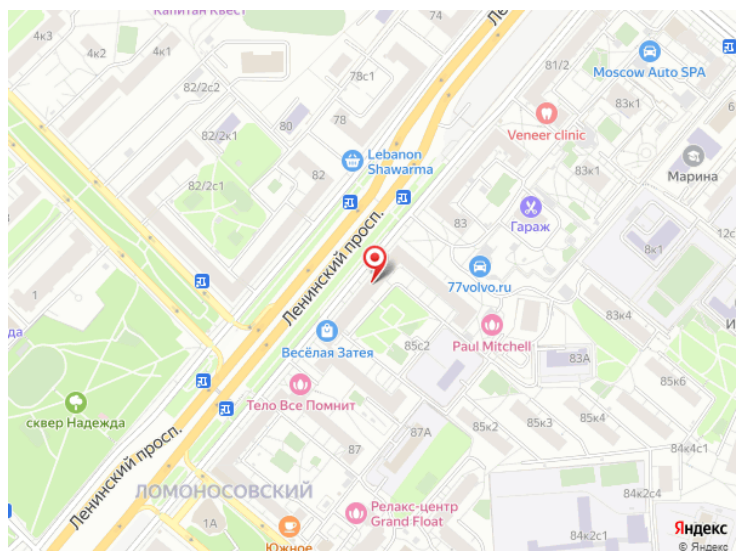 Капитан Квест
4к3
4к2
4к1
82/2с2
78с1
78
82/2к1
80
82/2с1
82
Lebanon
Shawarma
Ленинский просп.
81/2
Moscow Auto SPA
83к1
Veneer clinic
Марина
83к1
83
Гараж
12с
8к1
77volvo.ru
83к4
Весёлая Затея
85с2
Paul Mitchell
83А
85к6
Тело Все Помнит
сквер Надежда
85к2
85к3
85к4
87А
84к4с1
Ленинский просп.
87
ЛОМОНОСОВСКИЙ
84к2с4
Релакс-центр
Grand Float
1А
Южное
84к2с1
Яндекс
© Яндекс